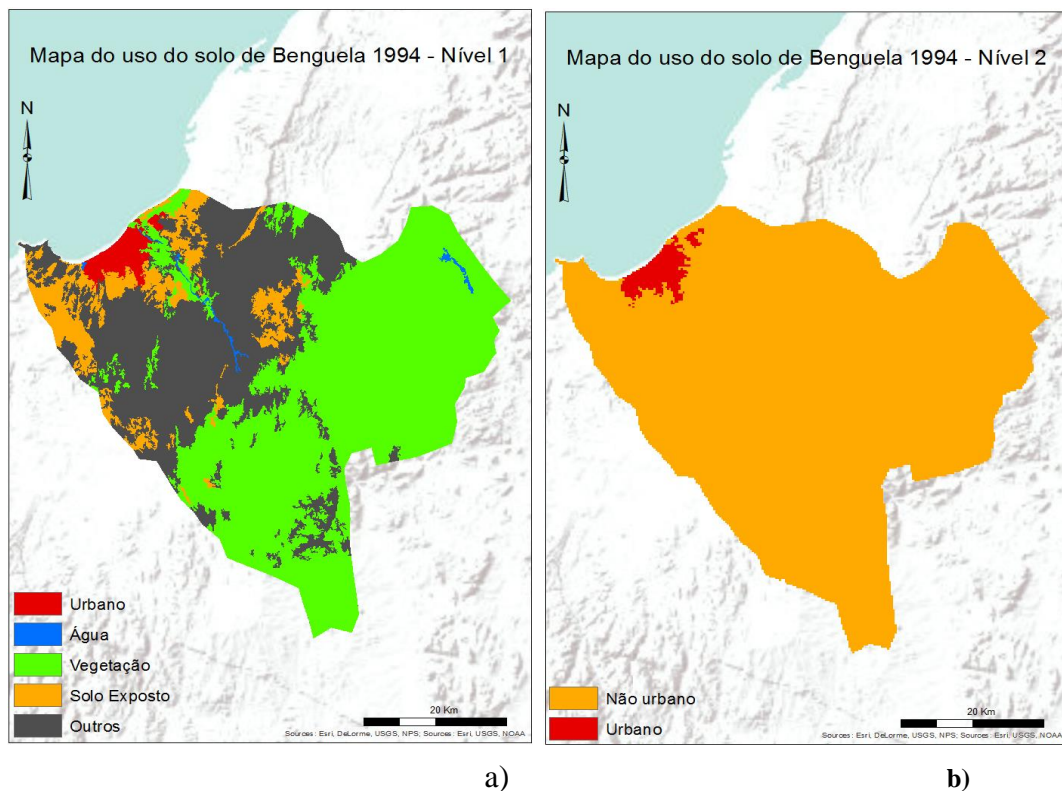 Mapa do uso do solo de Benguela 1994 - Nível 1
N
Urbano
Água
Vegetação
Solo Exposto
Outros
20 Km
Sources: Esri, DeLorme, USGS, NPS; Sources: Esri, USGS, NOAA
a)
Mapa do uso do solo de Benguela 1994 - Nível 2
N
Não urbano
Urbano
20 Km
Sources: Esri, DeLorme, USGS, NPS; Sources: Esri, USGS, NOAA
b)